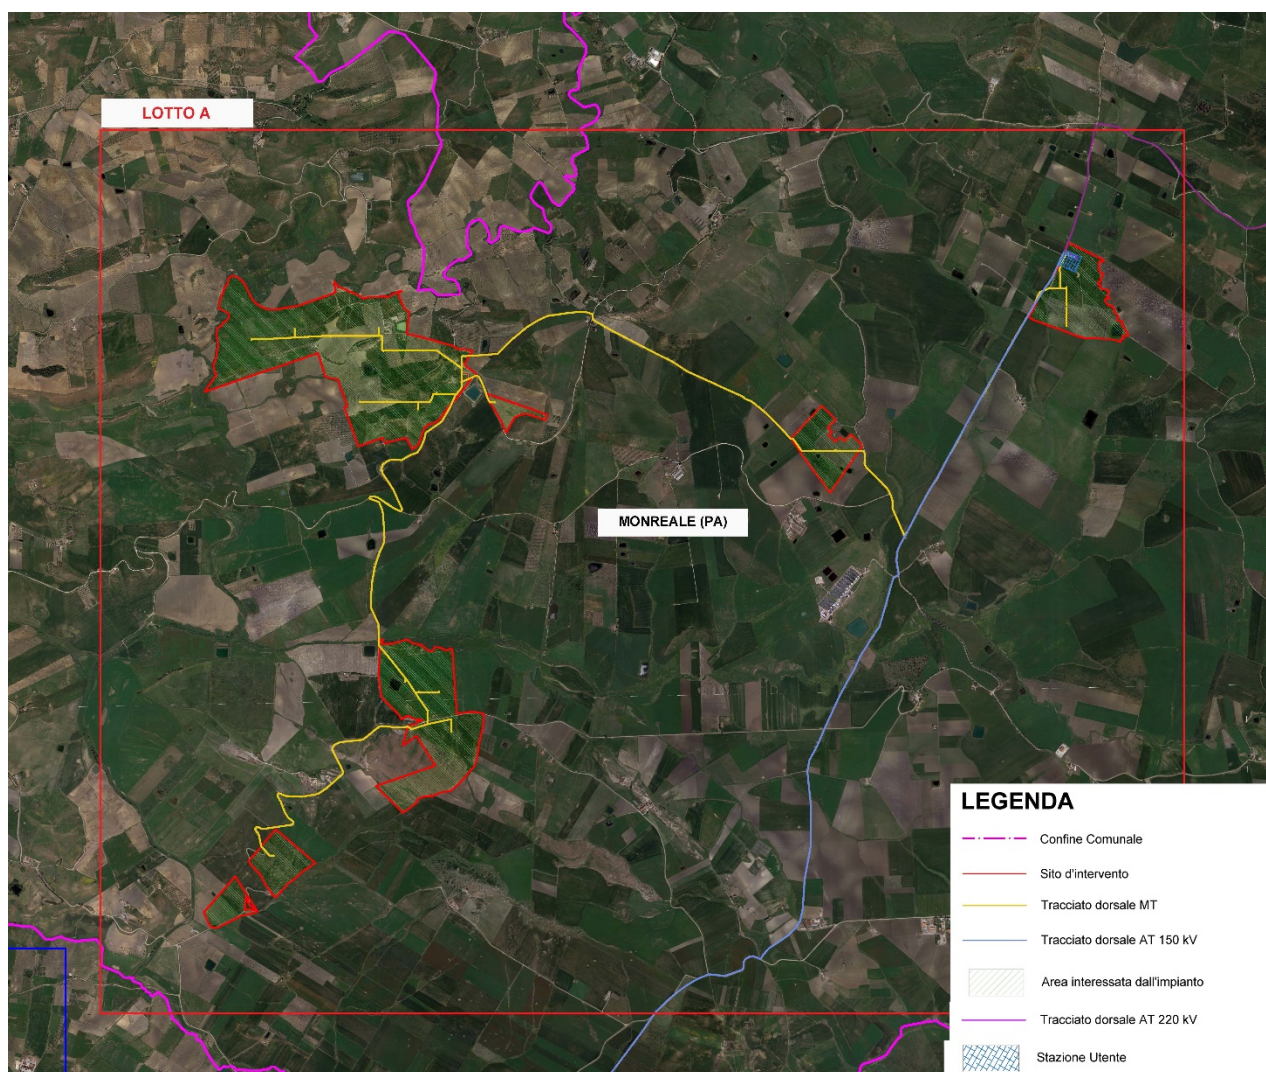 LOTTO A
MONREALE (PA)
LEGENDA
Confine Comunale
Sito d'intervento
Tracciato dorsale MT
Tracciato dorsale AT 150 kV
Area interessata dall'impianto
Tracciato dorsale AT 220 kV
Stazione Utente